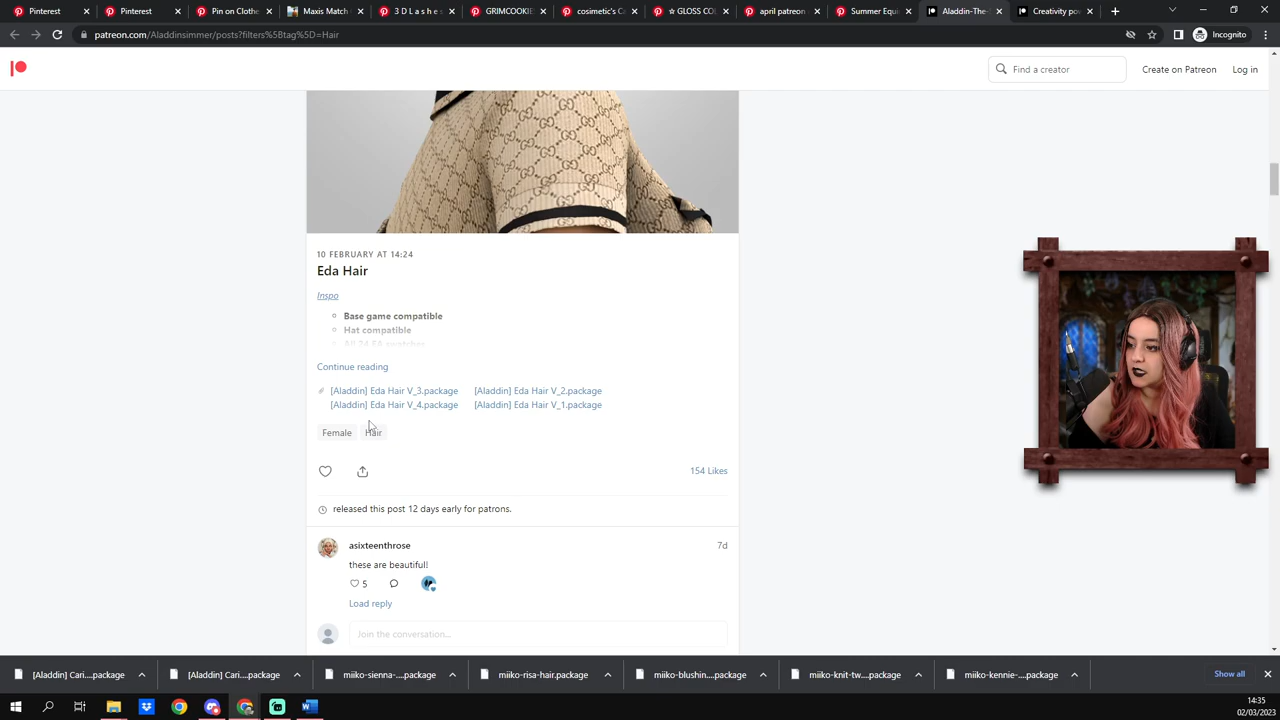 Pinterest
Pinterest
Pin on Clothe
Maxis Match
3 D L a s h e s
GRIMCOOKIE
cosmetic's C
☆ GLOSS COL
april patreon
Summer Equi
Aladdin-The-
Creativity po
patreon.com/Aladdinsimmer/posts?filters%5Btag%5D=Hair
Incognito
Find a creator
Create on Patreon
Log in
10 FEBRUARY AT 14:24
Eda Hair
Inspo
Base game compatible
Hat compatible
All 24 EA swatches
Continue reading
[Aladdin] Eda Hair V_3.package
[Aladdin] Eda Hair V_2.package
[Aladdin] Eda Hair V_4.package
[Aladdin] Eda Hair V_1.package
Female
Hair
154 Likes
released this post 12 days early for patrons.
asixteenthrose
7d
these are beautiful!
5
Load reply
Join the conversation...
[Aladdin] Cari....package
[Aladdin] Cari....package
miiko-sienna-....package
miiko-risa-hair.package
miiko-blushin....package
miiko-knit-tw....package
miiko-kennie-....package
Show all
14:35
02/03/2023